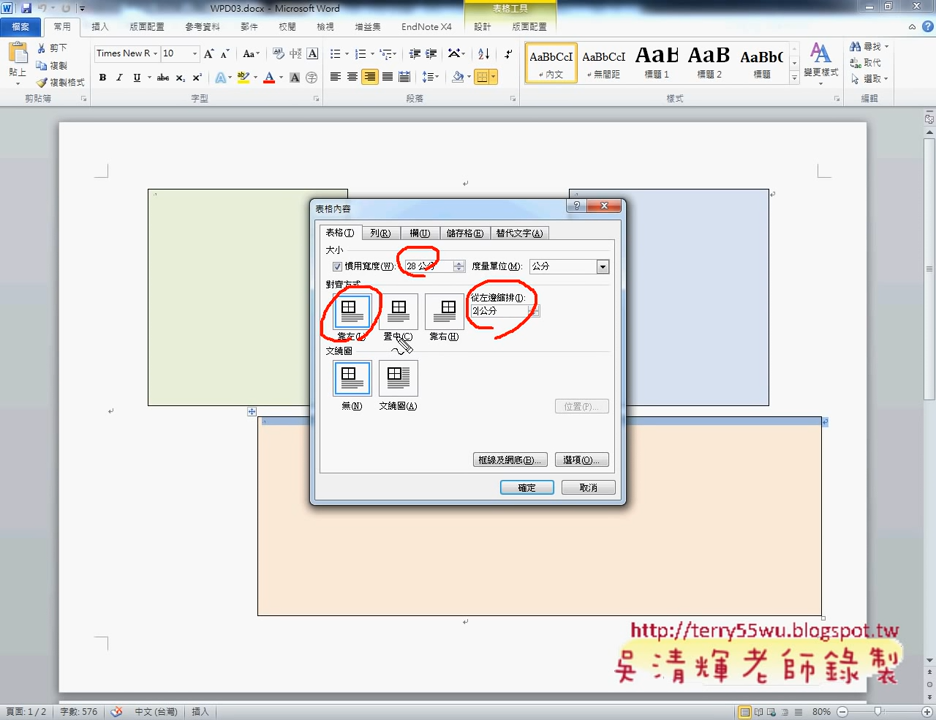 WPD03.docx - Microsoft Word
表格工具
檔案 常用 插入 版面配置 參考資料 郵件 校閱 檢視 增益集 EndNote X4 設計 版面配置
貼上 剪下 複製 複製格式
Times New R 10
剪貼簿 字型 段落 樣式 編輯
AaBbCcI 內文
AaBbCcI 無間距
AaBb 標題 1
AaBb 標題 2
AaBb( 標題
變更樣式
尋找 取代 選取
表格內容
表格(T) 列(R) 欄(U) 儲存格(E) 替代文字(A)
大小
慣用寬度(W): 28 公分 度量單位(M): 公分
對齊方式
從左邊縮排(I):
2公分
靠左(L) 置中(C) 靠右(H)
文繞圖
無(N) 文繞圖(A)
位置(P)...
框線及網底(B)... 選項(O)...
確定 取消
http://terry55wu.blogspot.tw
吳清輝老師錄製
頁面: 1 / 2 字數: 576 中文 (台灣) 插入 80%